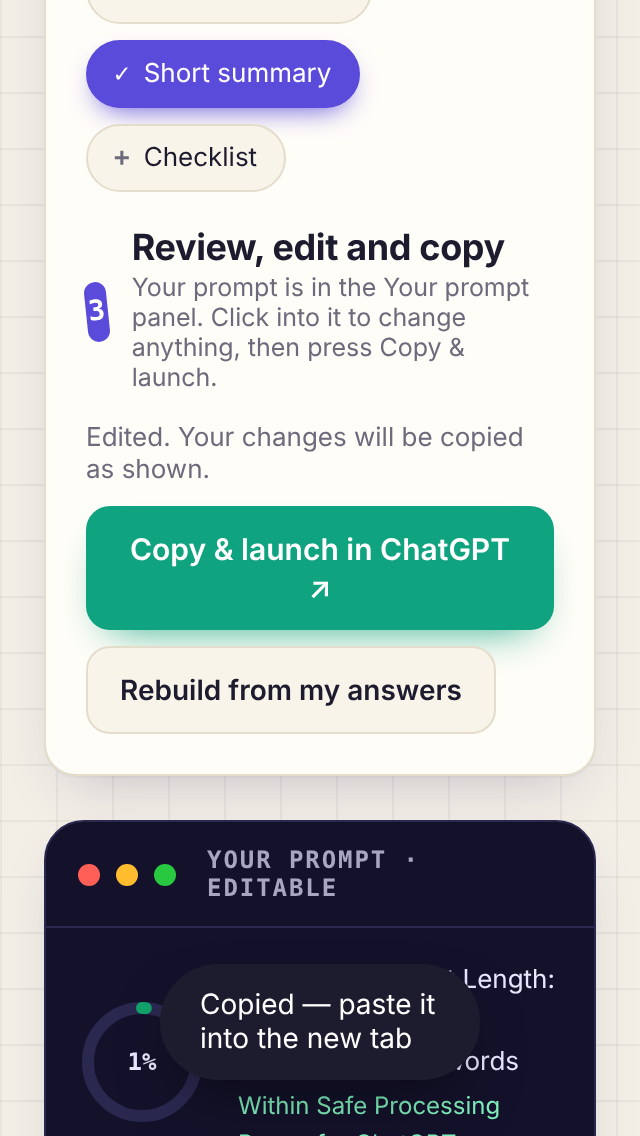 ✓ Short summary
+ Checklist
3
Review, edit and copy
Your prompt is in the Your prompt
panel. Click into it to change
anything, then press Copy &
launch.
Edited. Your changes will be copied
as shown.
Copy & launch in ChatGPT
↗
Rebuild from my answers
YOUR PROMPT ·
EDITABLE
Length:
Copied — paste it
into the new tab
1%
Within Safe Processing